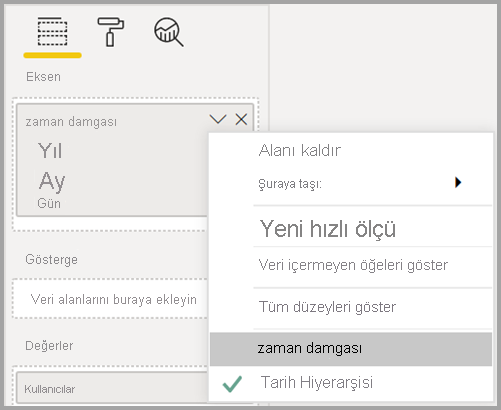 Eksen
zaman damgası
Yıl
Ay
Gün
Gösterge
Veri alanlarını buraya ekleyin
Değerler
Kullanıcılar
Alanı kaldır
Şuraya taşı:
Yeni hızlı ölçü
Veri içermeyen öğeleri göster
Tüm düzeyleri göster
zaman damgası
Tarih Hiyerarşisi